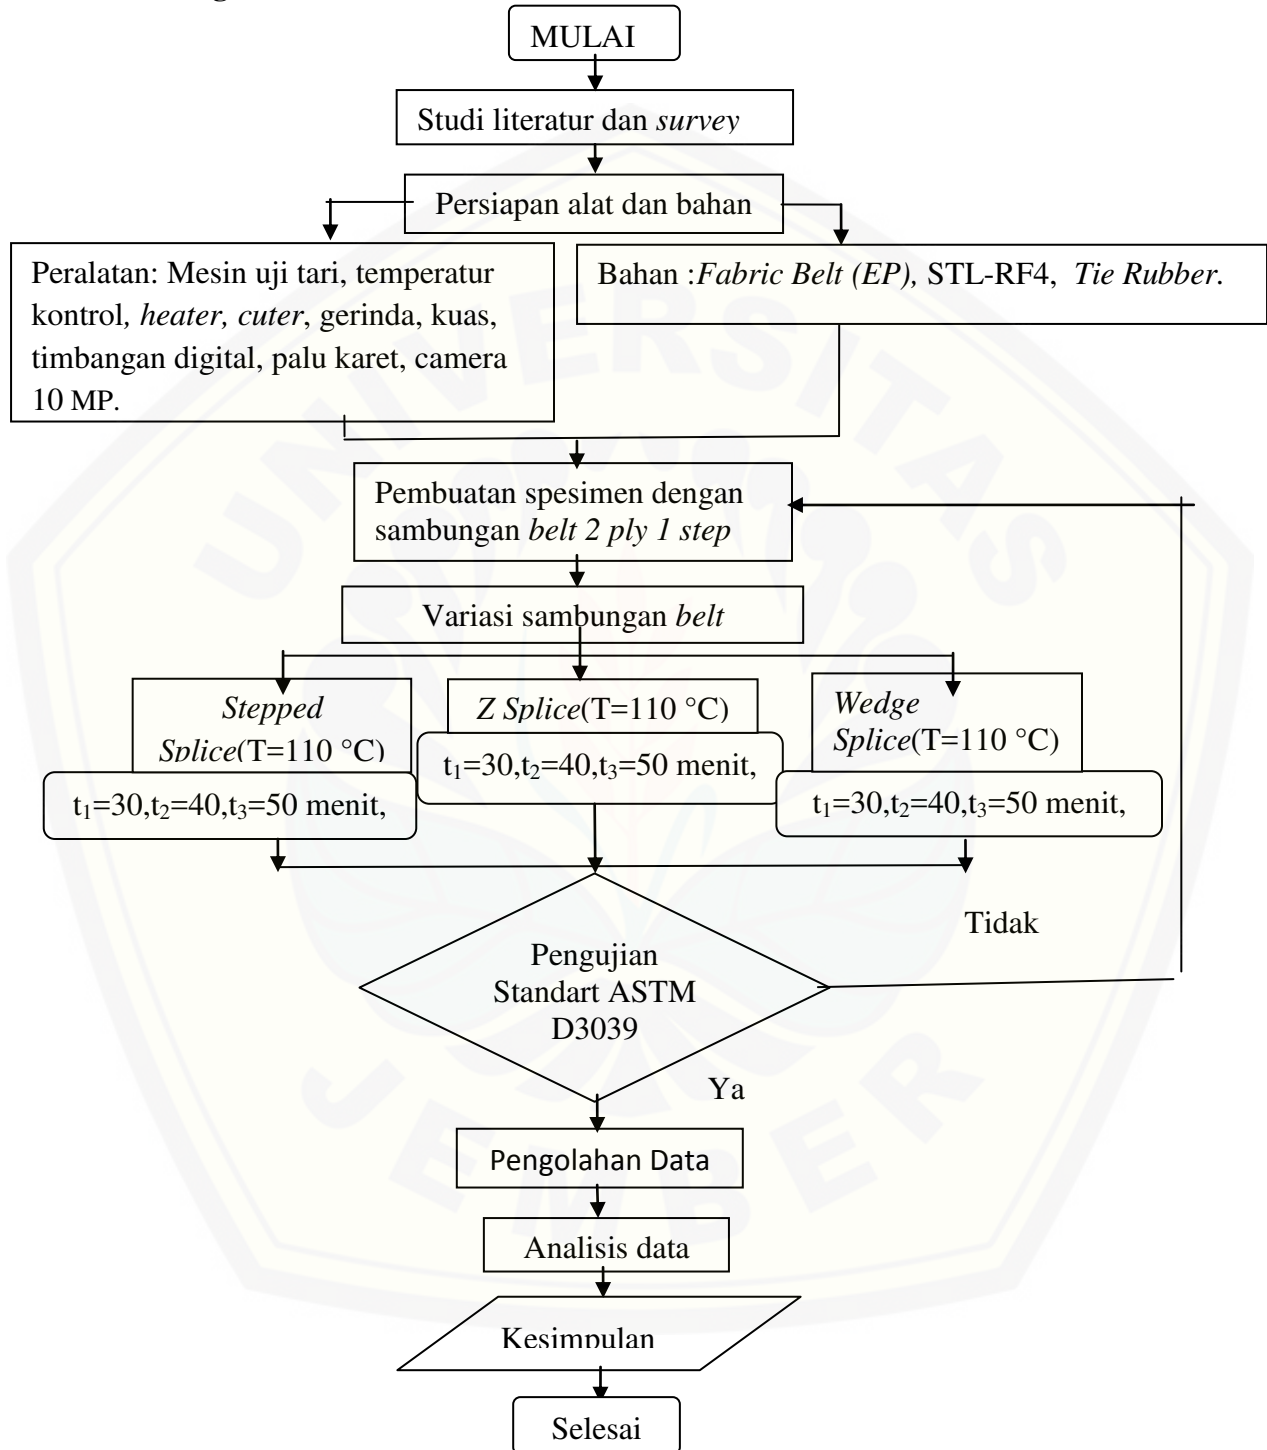 MULAI
Studi literatur dan survey
Persiapan alat dan bahan
Peralatan: Mesin uji tari, temperatur
kontrol, heater, cuter, gerinda, kuas,
timbangan digital, palu karet, camera
10 MP.
Bahan :Fabric Belt (EP), STL-RF4, Tie Rubber.
Pembuatan spesimen dengan
sambungan belt 2 ply 1 step
Variasi sambungan belt
Stepped
Splice(T=110 °C)
t₁=30,t₂=40,t₃=50 menit,
Z Splice(T=110 °C)
t₁=30,t₂=40,t₃=50 menit,
Wedge
Splice(T=110 °C)
t₁=30,t₂=40,t₃=50 menit,
Tidak
Pengujian
Standart ASTM
D3039
Ya
Pengolahan Data
Analisis data
Kesimpulan
Selesai
UNIVERSITAS
JEMBER